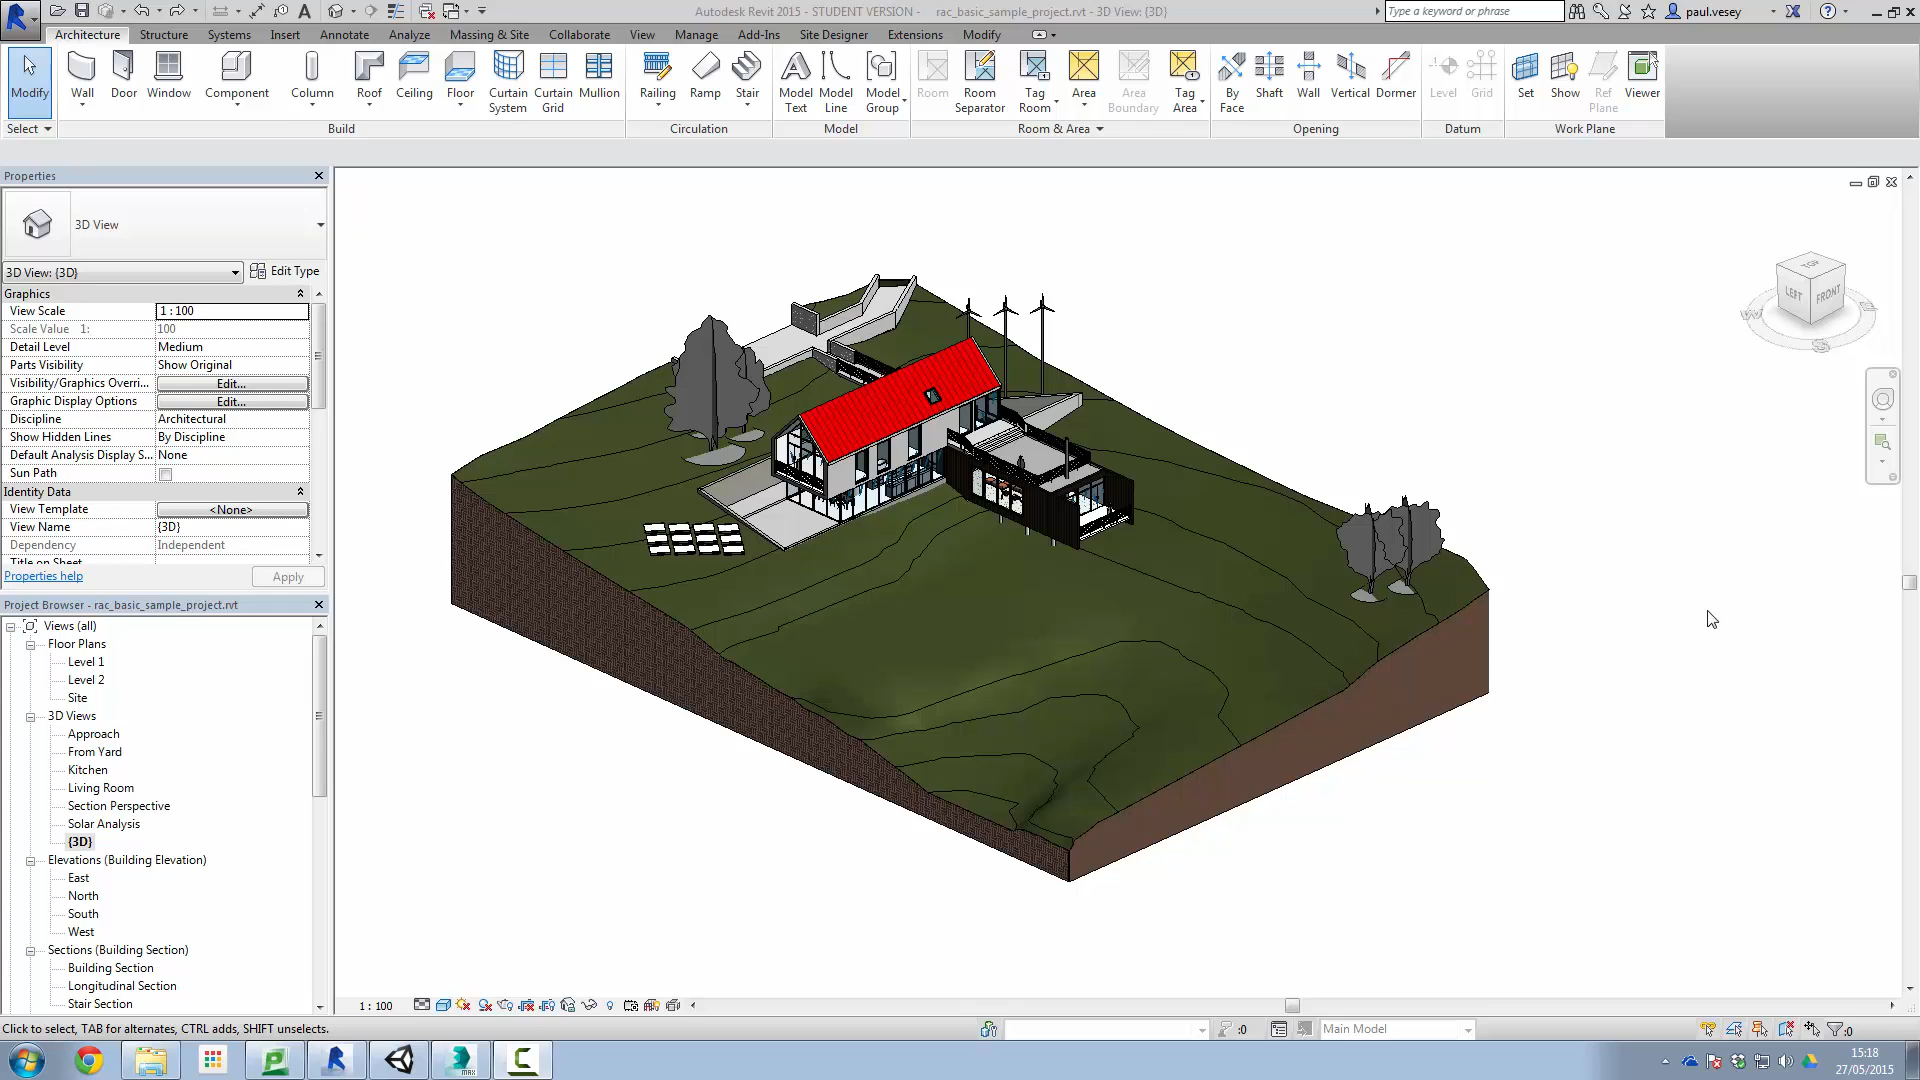 Autodesk Revit 2015 - STUDENT VERSION - rac_basic_sample_project.rvt - 3D View: {3D}
Type a keyword or phrase
paul.vesey
Architecture Structure Systems Insert Annotate Analyze Massing & Site Collaborate View Manage Add-Ins Site Designer Extensions Modify
Modify Wall Door Window Component Column Roof Ceiling Floor Curtain System Curtain Grid Mullion Railing Ramp Stair Model Text Model Line Model Group Room Room Separator Tag Room Area Area Boundary Tag Area By Face Shaft Wall Vertical Dormer Level Grid Set Show Ref Plane Viewer
Select Build Circulation Model Room & Area Opening Datum Work Plane
Properties
3D View
3D View: {3D} Edit Type
Graphics
View Scale 1 : 100
Scale Value 1: 100
Detail Level Medium
Parts Visibility Show Original
Visibility/Graphics Overri... Edit...
Graphic Display Options Edit...
Discipline Architectural
Show Hidden Lines By Discipline
Default Analysis Display S... None
Sun Path
Identity Data
View Template <None>
View Name {3D}
Dependency Independent
Title on Sheet
Properties help Apply
Project Browser - rac_basic_sample_project.rvt
Views (all)
Floor Plans
Level 1
Level 2
Site
3D Views
Approach
From Yard
Kitchen
Living Room
Section Perspective
Solar Analysis
{3D}
Elevations (Building Elevation)
East
North
South
West
Sections (Building Section)
Building Section
Longitudinal Section
Stair Section
TOP
LEFT FRONT
W S E
1 : 100
Click to select, TAB for alternates, CTRL adds, SHIFT unselects.
:0
Main Model
:0
MAX
15:18
27/05/2015